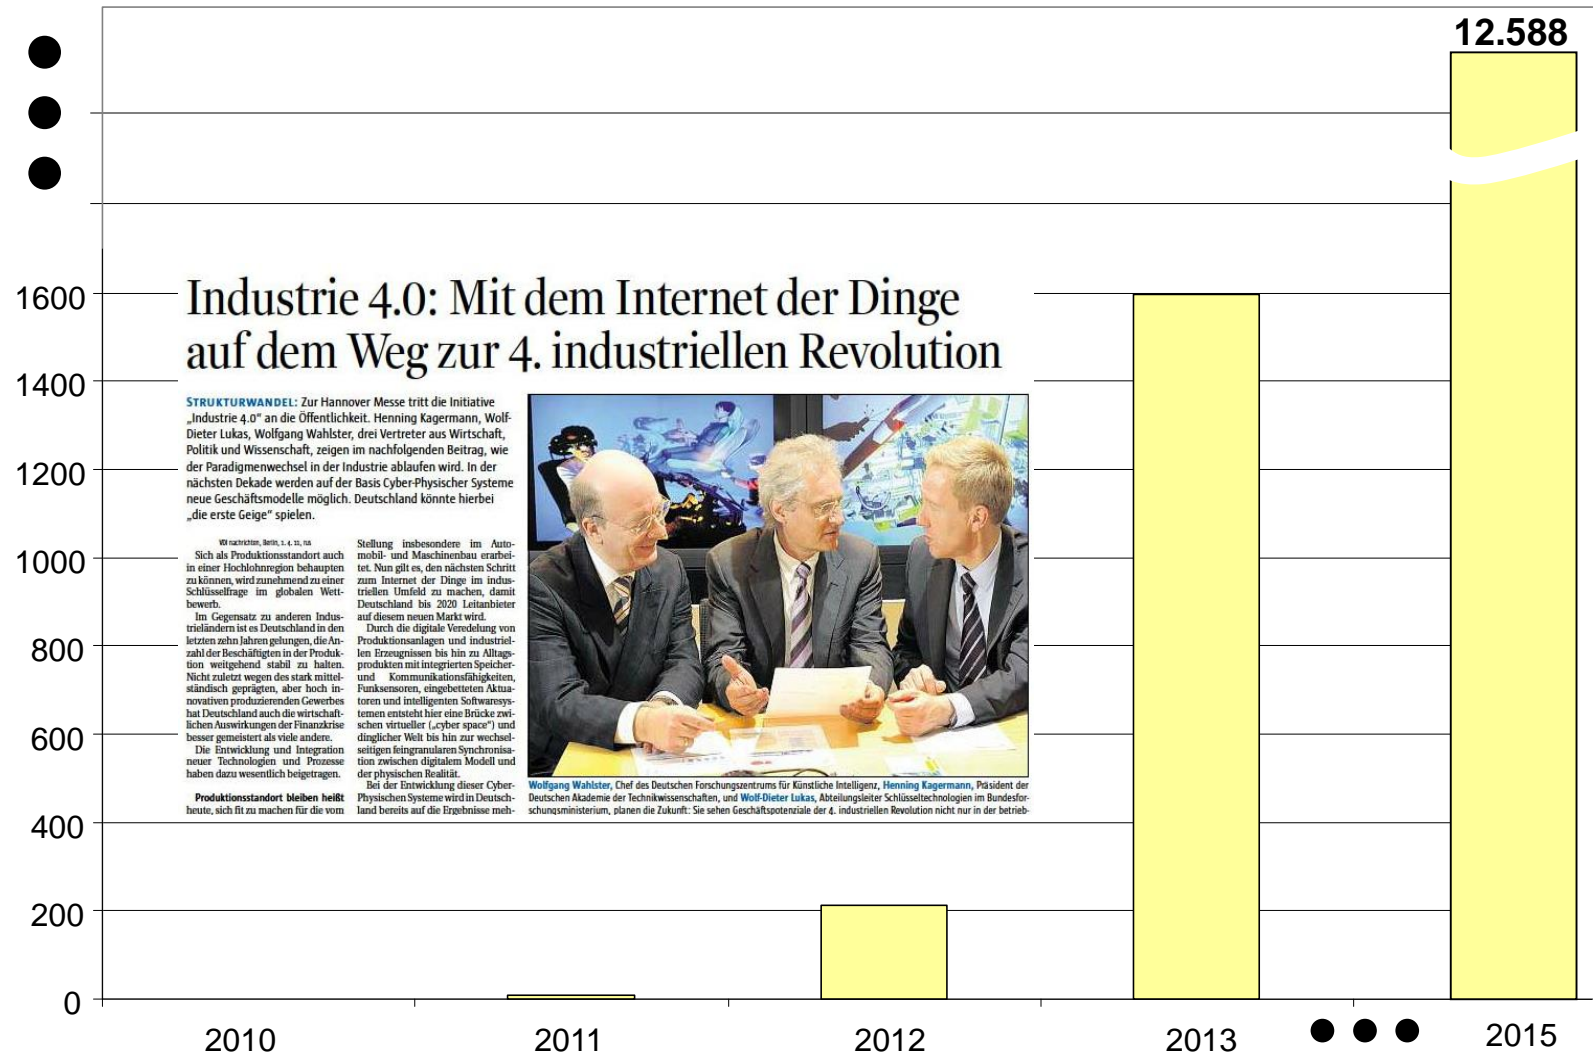 12.588
1600
1400
1200
1000
800
600
400
200
0
Industrie 4.0: Mit dem Internet der Dinge
auf dem Weg zur 4. industriellen Revolution
STRUKTURWANDEL: Zur Hannover Messe tritt die Initiative
„Industrie 4.0“ an die Öffentlichkeit. Henning Kagermann, Wolf-
Dieter Lukas, Wolfgang Wahlster, drei Vertreter aus Wirtschaft,
Politik und Wissenschaft, zeigen im nachfolgenden Beitrag, wie
der Paradigmenwechsel in der Industrie ablaufen wird. In der
nächsten Dekade werden auf der Basis Cyber-Physischer Systeme
neue Geschäftsmodelle möglich. Deutschland könnte hierbei
„die erste Geige“ spielen.
VDI nachrichten, Berlin, 1. 4. 11,
Sich als Produktionsstandort auch
in einer Hochlohnregion behaupten
zu können, wird zunehmend zu einer
Schlüsselfrage im globalen Wett-
bewerb.
Im Gegensatz zu anderen Indus-
trieländern ist es Deutschland in den
letzten zehn Jahren gelungen, die An-
zahl der Beschäftigten in der Produk-
tion weitgehend stabil zu halten.
Nicht zuletzt wegen des stark mittel-
ständisch geprägten, aber hoch in-
novativen produzierenden Gewerbes
hat Deutschland auch die wirtschaft-
lichen Auswirkungen der Finanzkrise
besser gemeistert als viele andere.
Die Entwicklung und Integration
neuer Technologien und Prozesse
haben dazu wesentlich beigetragen.
Produktionsstandort bleiben heißt
heute, sich fit zu machen für die vom
Stellung insbesondere im Auto-
mobil- und Maschinenbau erarbei-
tet. Nun gilt es, den nächsten Schritt
zum Internet der Dinge im indus-
triellen Umfeld zu machen, damit
Deutschland bis 2020 Leitanbieter
auf diesem neuen Markt wird.
Durch die digitale Veredelung von
Produktionsanlagen und industriel-
len Erzeugnissen bis hin zu Alltags-
produkten mit integrierten Speicher-
und Kommunikationsfähigkeiten,
Funksensoren, eingebetteten Aktua-
toren und intelligenten Softwaresys-
temen entsteht hier eine Brücke zwi-
schen virtueller („cyber space“) und
dinglicher Welt bis hin zur wechsel-
seitigen feingranularen Synchronisa-
tion zwischen digitalem Modell und
der physischen Realität.
Bei der Entwicklung dieser Cyber-
Physischen Systeme wird in Deutsch-
land bereits auf die Ergebnisse meh-
Wolfgang Wahlster, Chef des Deutschen Forschungszentrums für Künstliche Intelligenz, Henning Kagermann, Präsident der
Deutschen Akademie der Technikwissenschaften, und Wolf-Dieter Lukas, Abteilungsleiter Schlüsseltechnologien im Bundesfor-
schungsministerium, planen die Zukunft: Sie sehen Geschäftspotenziale der 4. industriellen Revolution nicht nur in der betrieb-
2010
2011
2012
2013
2015